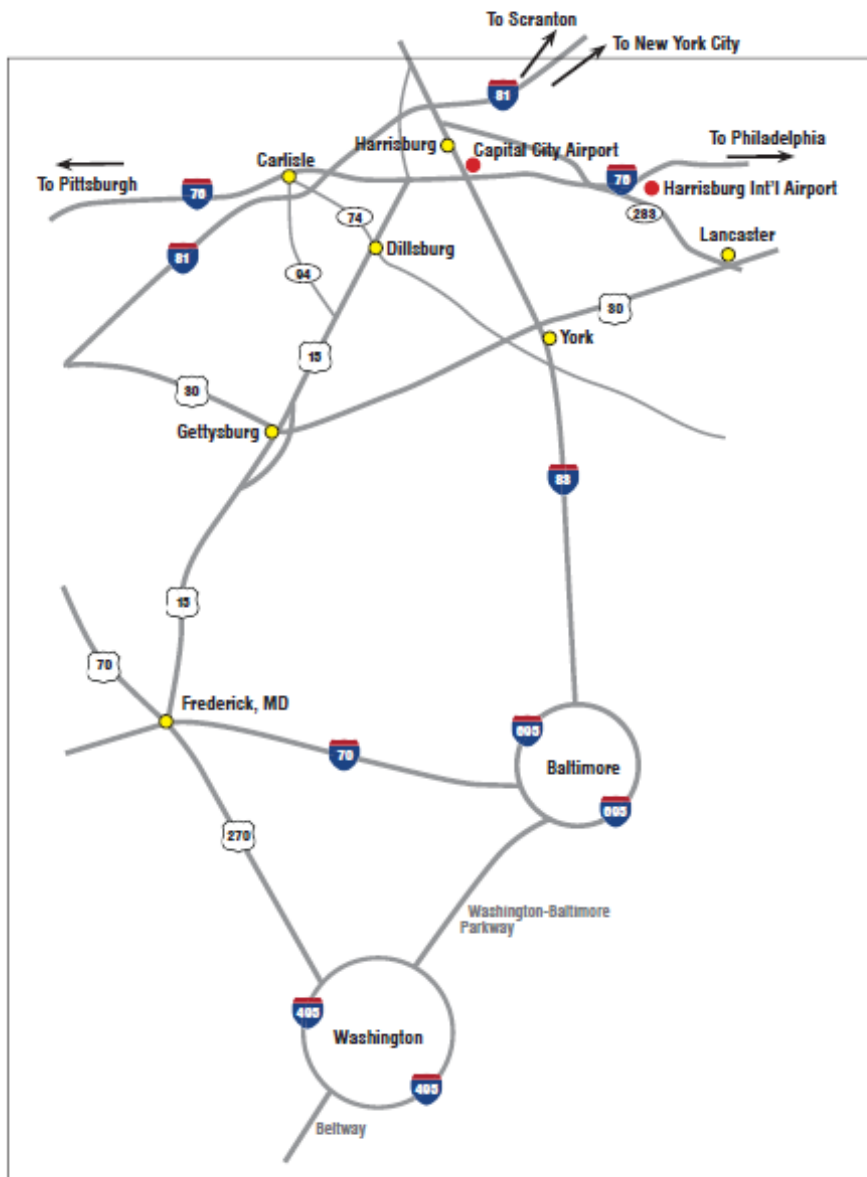 To Scranton
To New York City
81
Harrisburg
Capital City Airport
To Philadelphia
Carlisle
To Pittsburgh
76
76
Harrisburg Int'l Airport
74
283
Lancaster
81
94
Dillsburg
30
15
York
30
Gettysburg
83
15
70
Frederick, MD
695
70
Baltimore
695
270
Washington-Baltimore
Parkway
495
Washington
495
Beltway